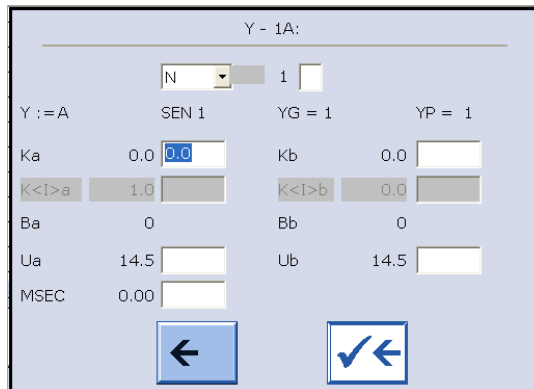 Y - 1A:
N 1
Y := A SEN 1 YG = 1 YP = 1
Ka 0.0 0.0 Kb 0.0
K<I>a 1.0 K<I>b 0.0
Ba 0 Bb 0
Ua 14.5 Ub 14.5
MSEC 0.00